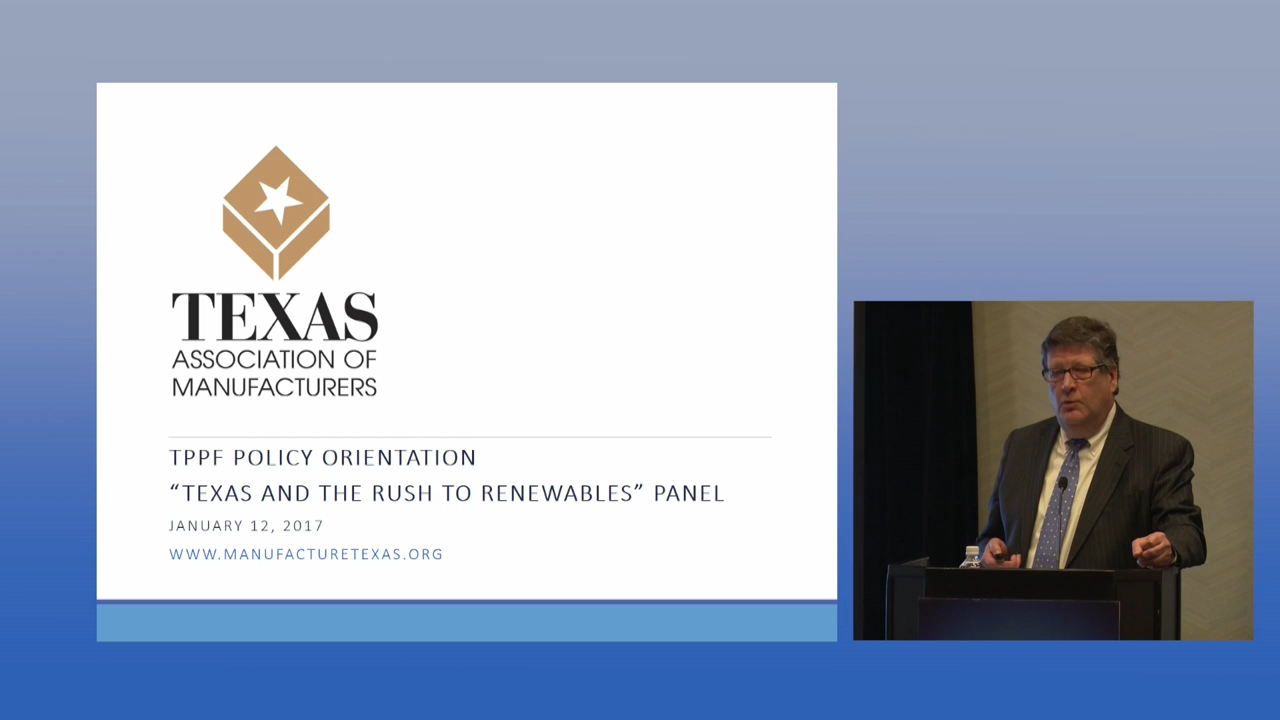 TEXAS
ASSOCIATION OF
MANUFACTURERS
TPPF POLICY ORIENTATION
“TEXAS AND THE RUSH TO RENEWABLES” PANEL
JANUARY 12, 2017
WWW.MANUFACTURETEXAS.ORG